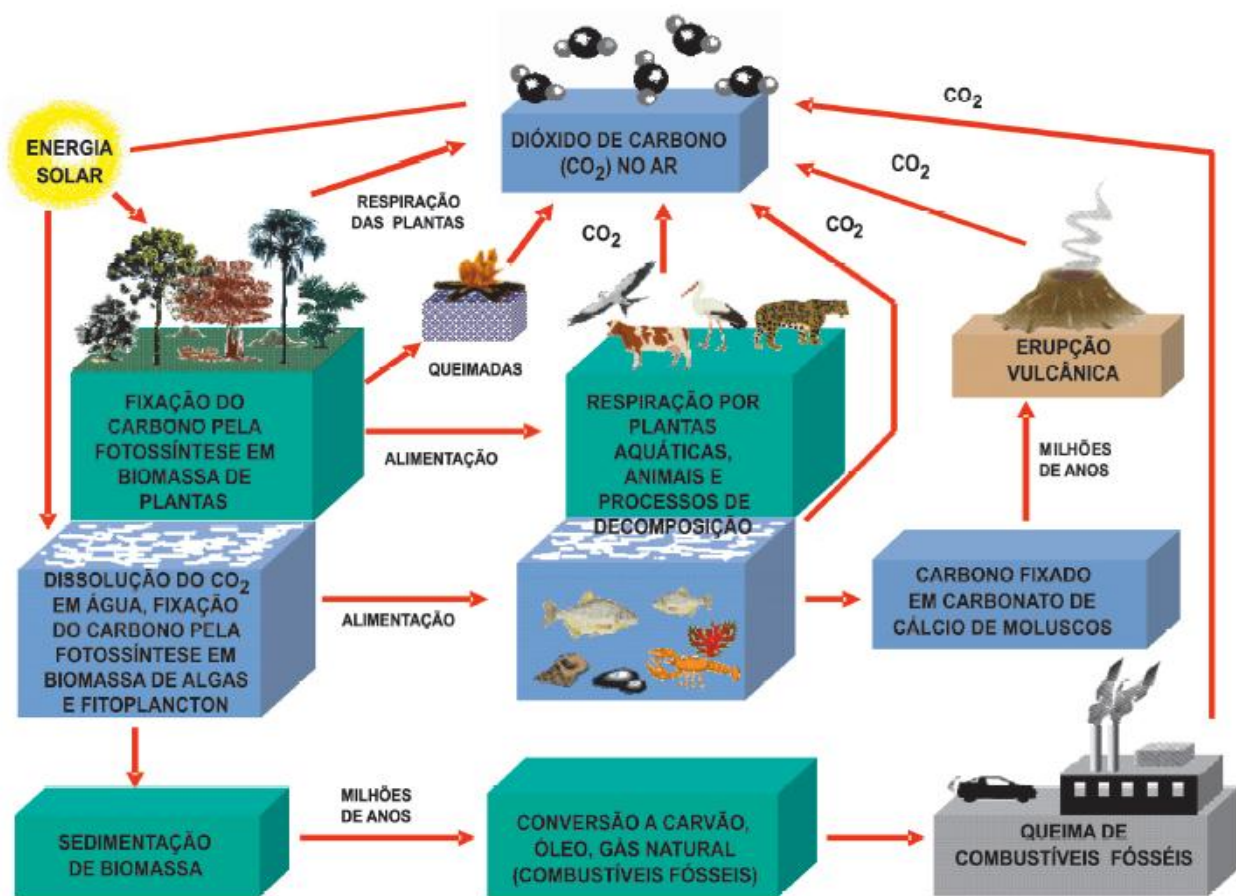 CO₂
DIÓXIDO DE CARBONO
(CO₂) NO AR
ENERGIA
SOLAR
CO₂
RESPIRAÇÃO
DAS PLANTAS
CO₂
CO₂
QUEIMADAS
ERUPÇÃO
VULCÂNICA
FIXAÇÃO DO
CARBONO PELA
FOTOSSÍNTESE EM
BIOMASSA DE
PLANTAS
ALIMENTAÇÃO
RESPIRAÇÃO POR
PLANTAS
AQUÁTICAS,
ANIMAIS E
PROCESSOS DE
DECOMPOSIÇÃO
MILHÕES
DE ANOS
DISSOLUÇÃO DO CO₂
EM ÁGUA, FIXAÇÃO
DO CARBONO PELA
FOTOSSÍNTESE EM
BIOMASSA DE ALGAS
E FITOPLANCTON
ALIMENTAÇÃO
CARBONO FIXADO
EM CARBONATO DE
CÁLCIO DE MOLUSCOS
SEDIMENTAÇÃO
DE BIOMASSA
MILHÕES
DE ANOS
CONVERSÃO A CARVÃO,
ÓLEO, GÁS NATURAL
(COMBUSTÍVEIS FÓSSEIS)
QUEIMA DE
COMBUSTÍVEIS FÓSSÉIS